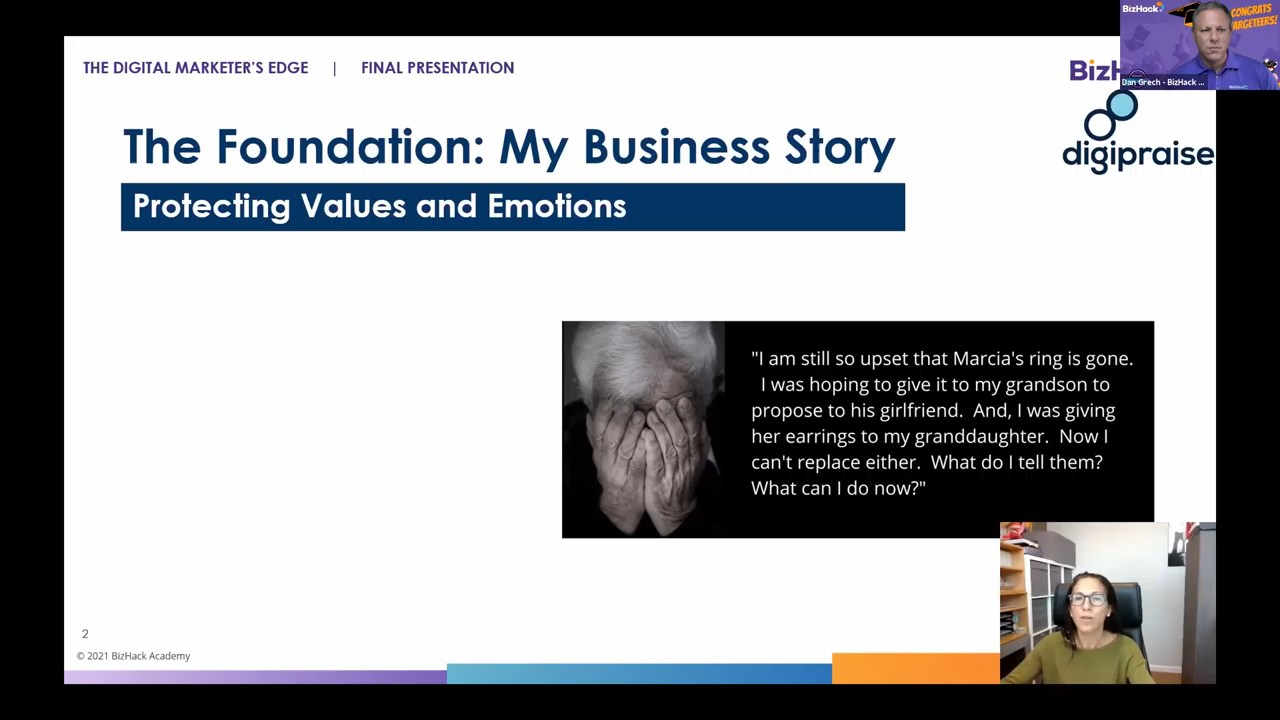 THE DIGITAL MARKETER'S EDGE | FINAL PRESENTATION
BizHack
CONGRATS
Dan Grech - BizHack ...
digipraise
The Foundation: My Business Story
Protecting Values and Emotions
"I am still so upset that Marcia's ring is gone.
I was hoping to give it to my grandson to
propose to his girlfriend. And, I was giving
her earrings to my granddaughter. Now I
can't replace either. What do I tell them?
What can I do now?"
2
© 2021 BizHack Academy